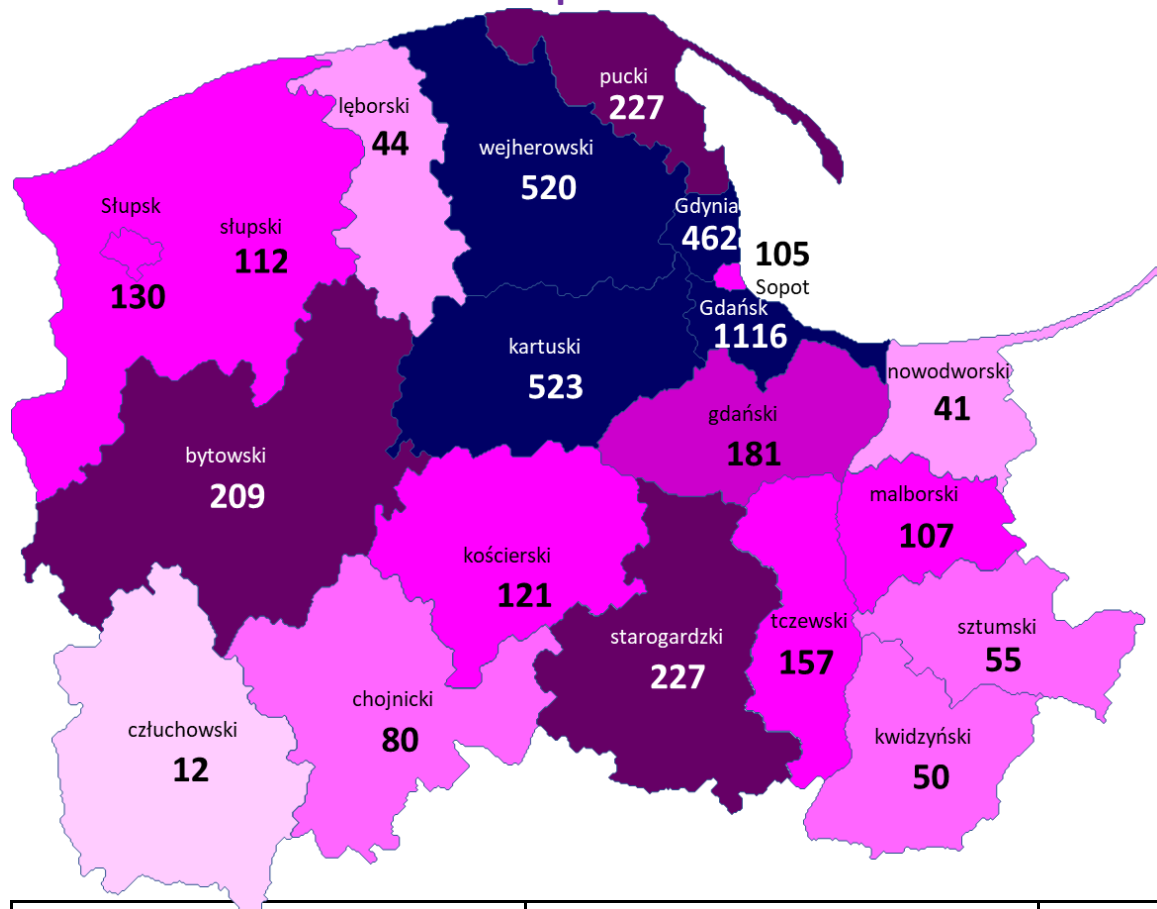 pucki
227
lęborski
44
wejherowski
520
Słupsk
130
słupski
112
Gdynia
462
105
Sopot
Gdańsk
1116
kartuski
523
nowodworski
41
gdański
181
bytowski
209
malborski
107
kościerski
121
starogardzki
227
tczewski
157
sztumski
55
chojnicki
80
człuchowski
12
kwidzyński
50